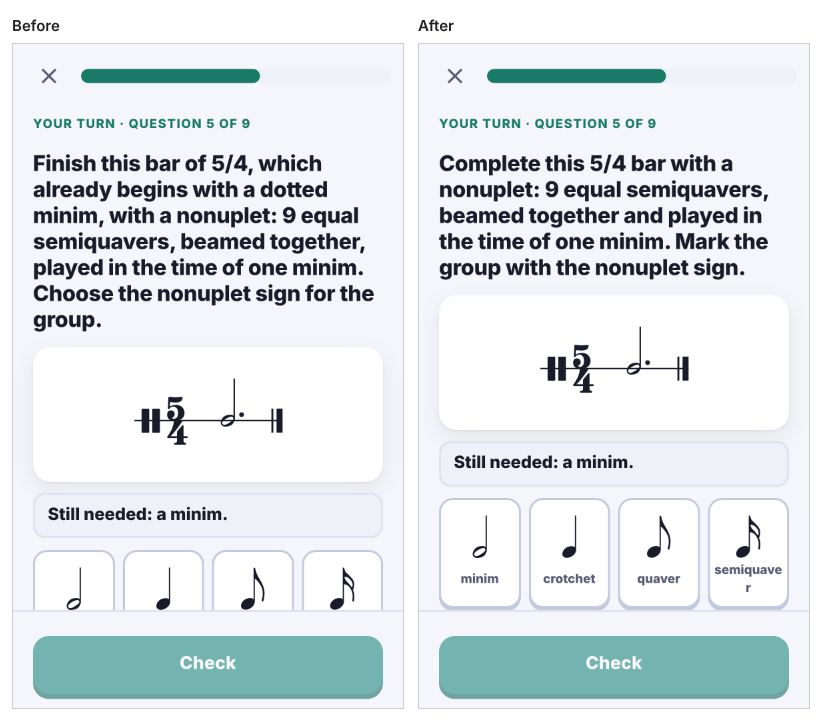 Before
YOUR TURN · QUESTION 5 OF 9
Finish this bar of 5/4, which
already begins with a dotted
minim, with a nonuplet: 9 equal
semiquavers, beamed together,
played in the time of one minim.
Choose the nonuplet sign for the
group.
5
4
Still needed: a minim.
Check
After
YOUR TURN · QUESTION 5 OF 9
Complete this 5/4 bar with a
nonuplet: 9 equal semiquavers,
beamed together and played in
the time of one minim. Mark the
group with the nonuplet sign.
5
4
Still needed: a minim.
minim crotchet quaver semiquave
r
Check